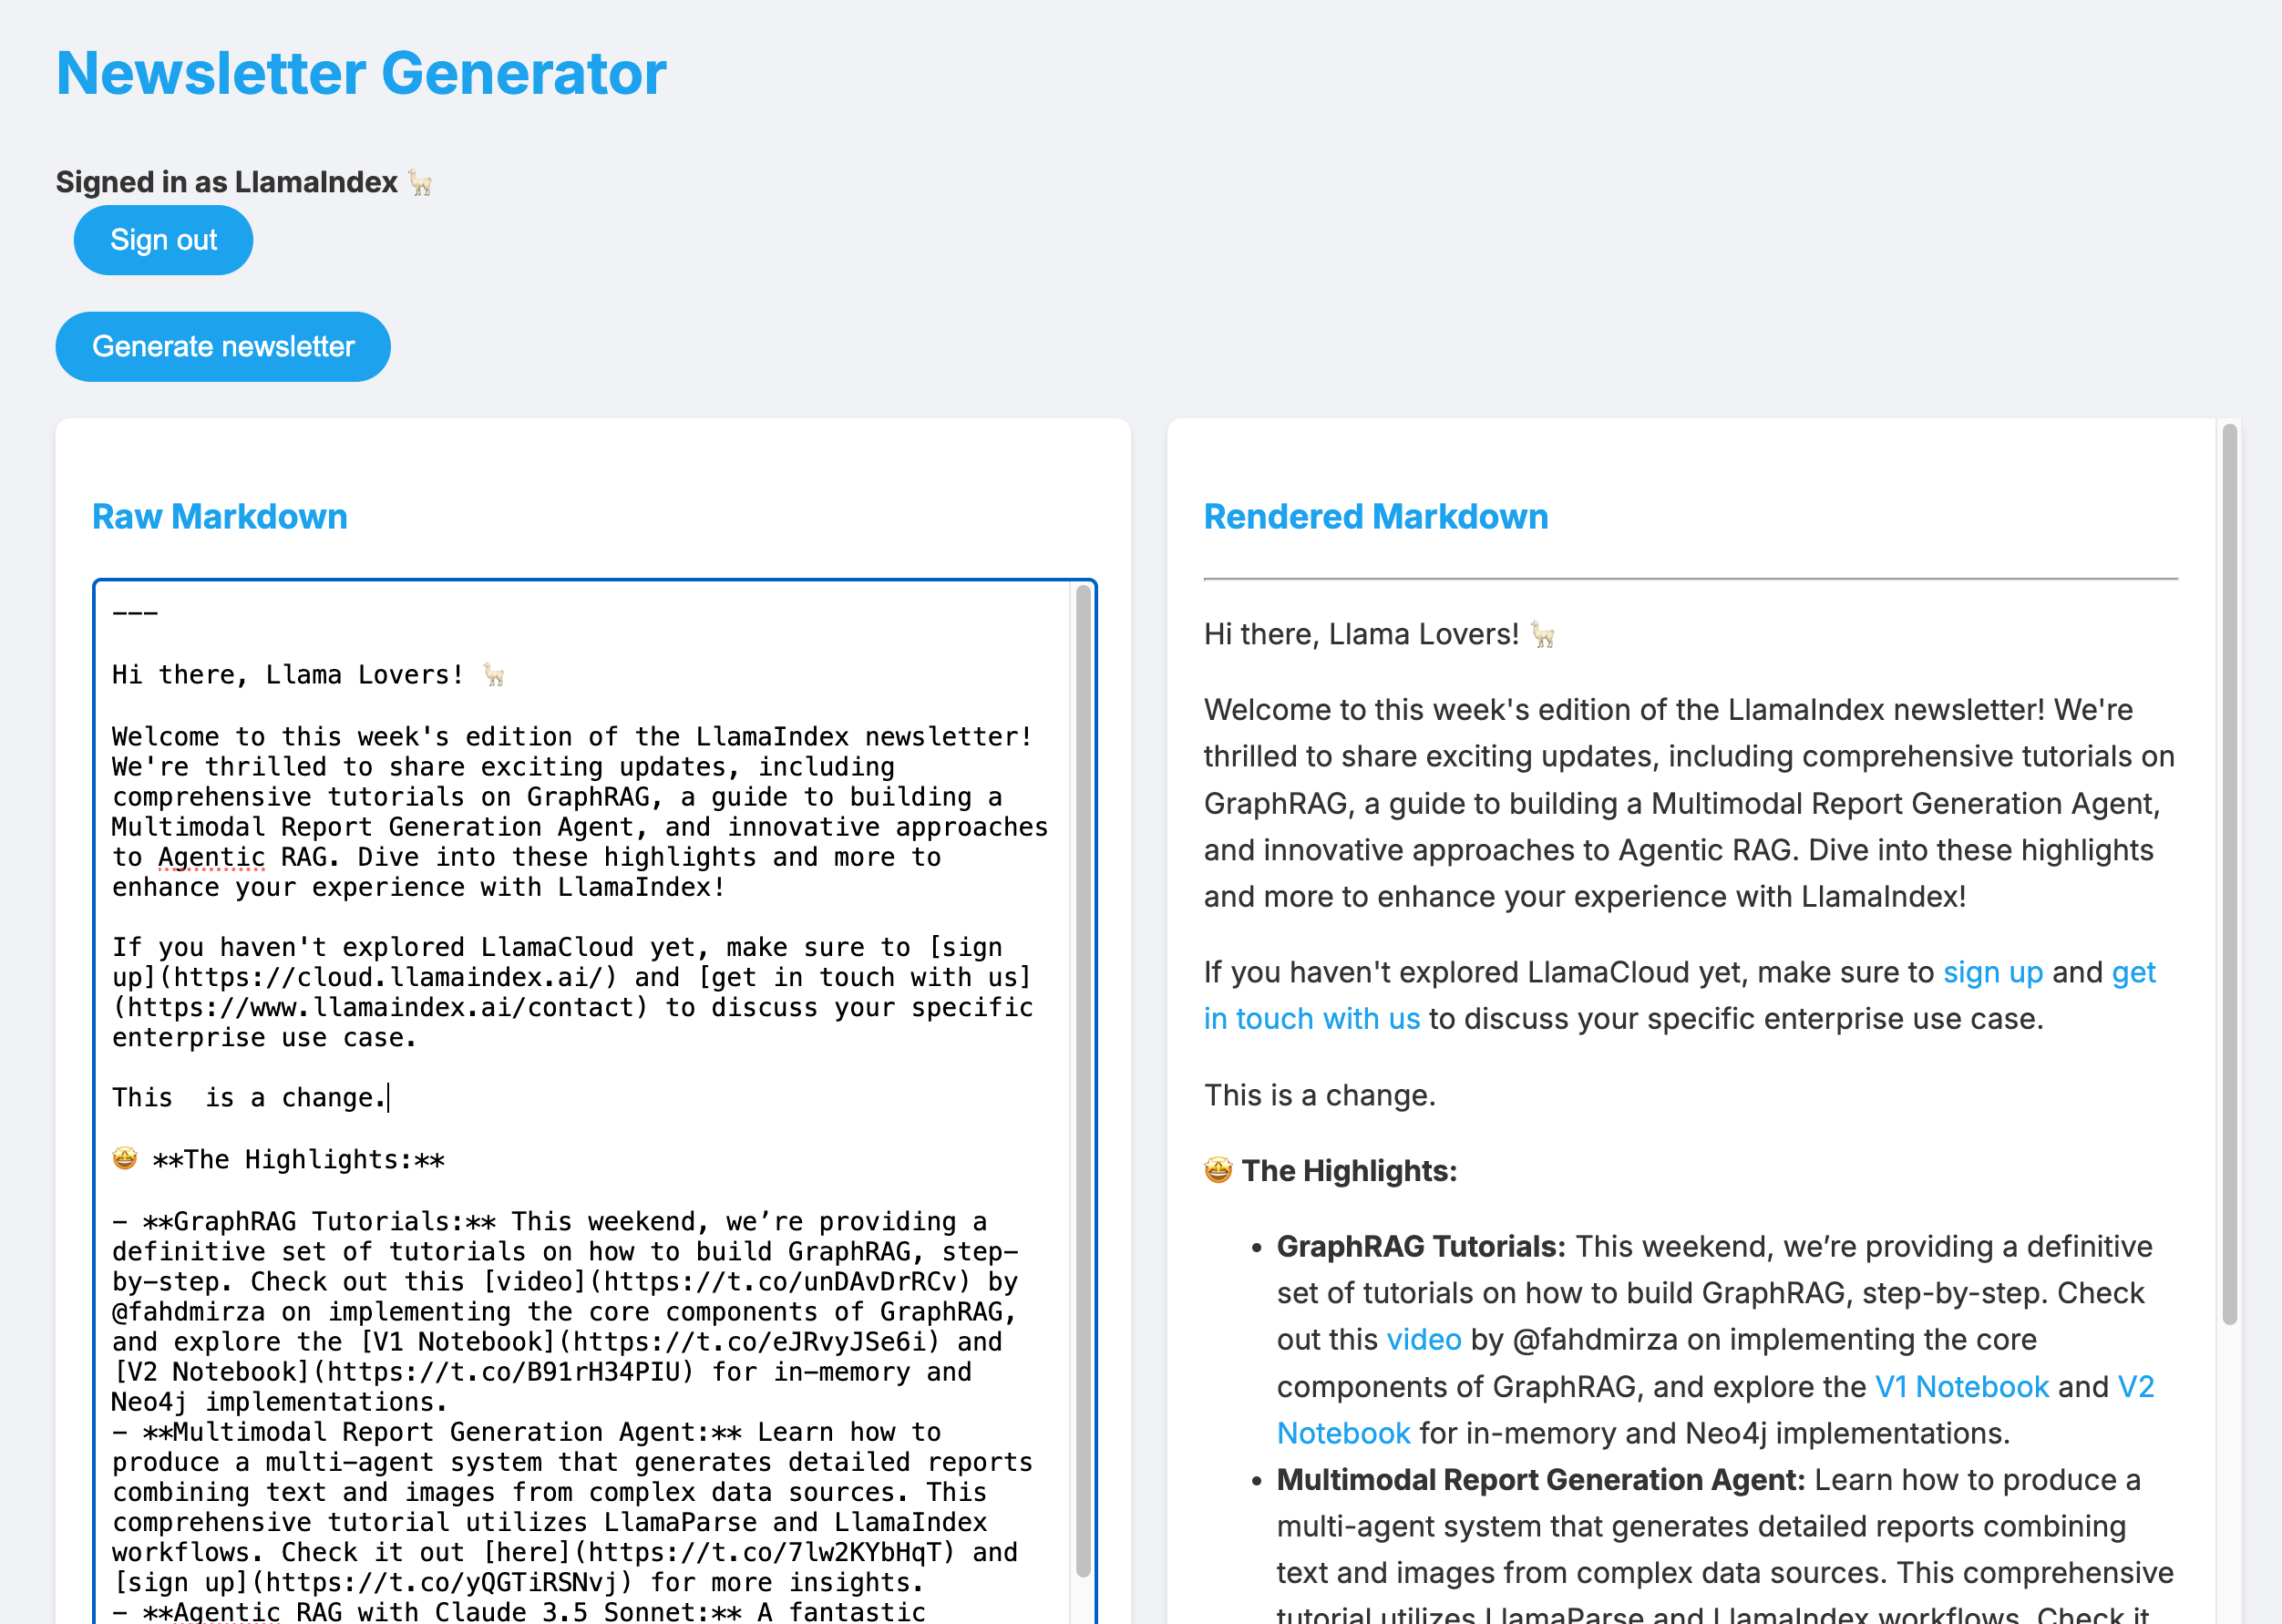 Newsletter Generator
Signed in as LlamaIndex 🦙
Sign out
Generate newsletter
Raw Markdown
---
Hi there, Llama Lovers! 🦙
Welcome to this week's edition of the LlamaIndex newsletter!
We're thrilled to share exciting updates, including
comprehensive tutorials on GraphRAG, a guide to building a
Multimodal Report Generation Agent, and innovative approaches
to Agentic RAG. Dive into these highlights and more to
enhance your experience with LlamaIndex!
If you haven't explored LlamaCloud yet, make sure to [sign
up](https://cloud.llamaindex.ai/) and [get in touch with us]
(https://www.llamaindex.ai/contact) to discuss your specific
enterprise use case.
This  is a change.
🤩 **The Highlights:**
- **GraphRAG Tutorials:** This weekend, we’re providing a
definitive set of tutorials on how to build GraphRAG, step-
by-step. Check out this [video](https://t.co/unDAvDrRCv) by
@fahdmirza on implementing the core components of GraphRAG,
and explore the [V1 Notebook](https://t.co/eJRvyJSe6i) and
[V2 Notebook](https://t.co/B91rH34PIU) for in-memory and
Neo4j implementations.
- **Multimodal Report Generation Agent:** Learn how to
produce a multi-agent system that generates detailed reports
combining text and images from complex data sources. This
comprehensive tutorial utilizes LlamaParse and LlamaIndex
workflows. Check it out [here](https://t.co/7lw2KYbHqT) and
[sign up](https://t.co/yQGTiRSNvj) for more insights.
- **Agentic RAG with Claude 3.5 Sonnet:** A fantastic
Rendered Markdown
Hi there, Llama Lovers! 🦙
Welcome to this week's edition of the LlamaIndex newsletter! We're
thrilled to share exciting updates, including comprehensive tutorials on
GraphRAG, a guide to building a Multimodal Report Generation Agent,
and innovative approaches to Agentic RAG. Dive into these highlights
and more to enhance your experience with LlamaIndex!
If you haven't explored LlamaCloud yet, make sure to sign up and get
in touch with us to discuss your specific enterprise use case.
This is a change.
🤩 The Highlights:
• GraphRAG Tutorials: This weekend, we’re providing a definitive
set of tutorials on how to build GraphRAG, step-by-step. Check
out this video by @fahdmirza on implementing the core
components of GraphRAG, and explore the V1 Notebook and V2
Notebook for in-memory and Neo4j implementations.
• Multimodal Report Generation Agent: Learn how to produce a
multi-agent system that generates detailed reports combining
text and images from complex data sources. This comprehensive
tutorial utilizes LlamaParse and LlamaIndex workflows. Check it